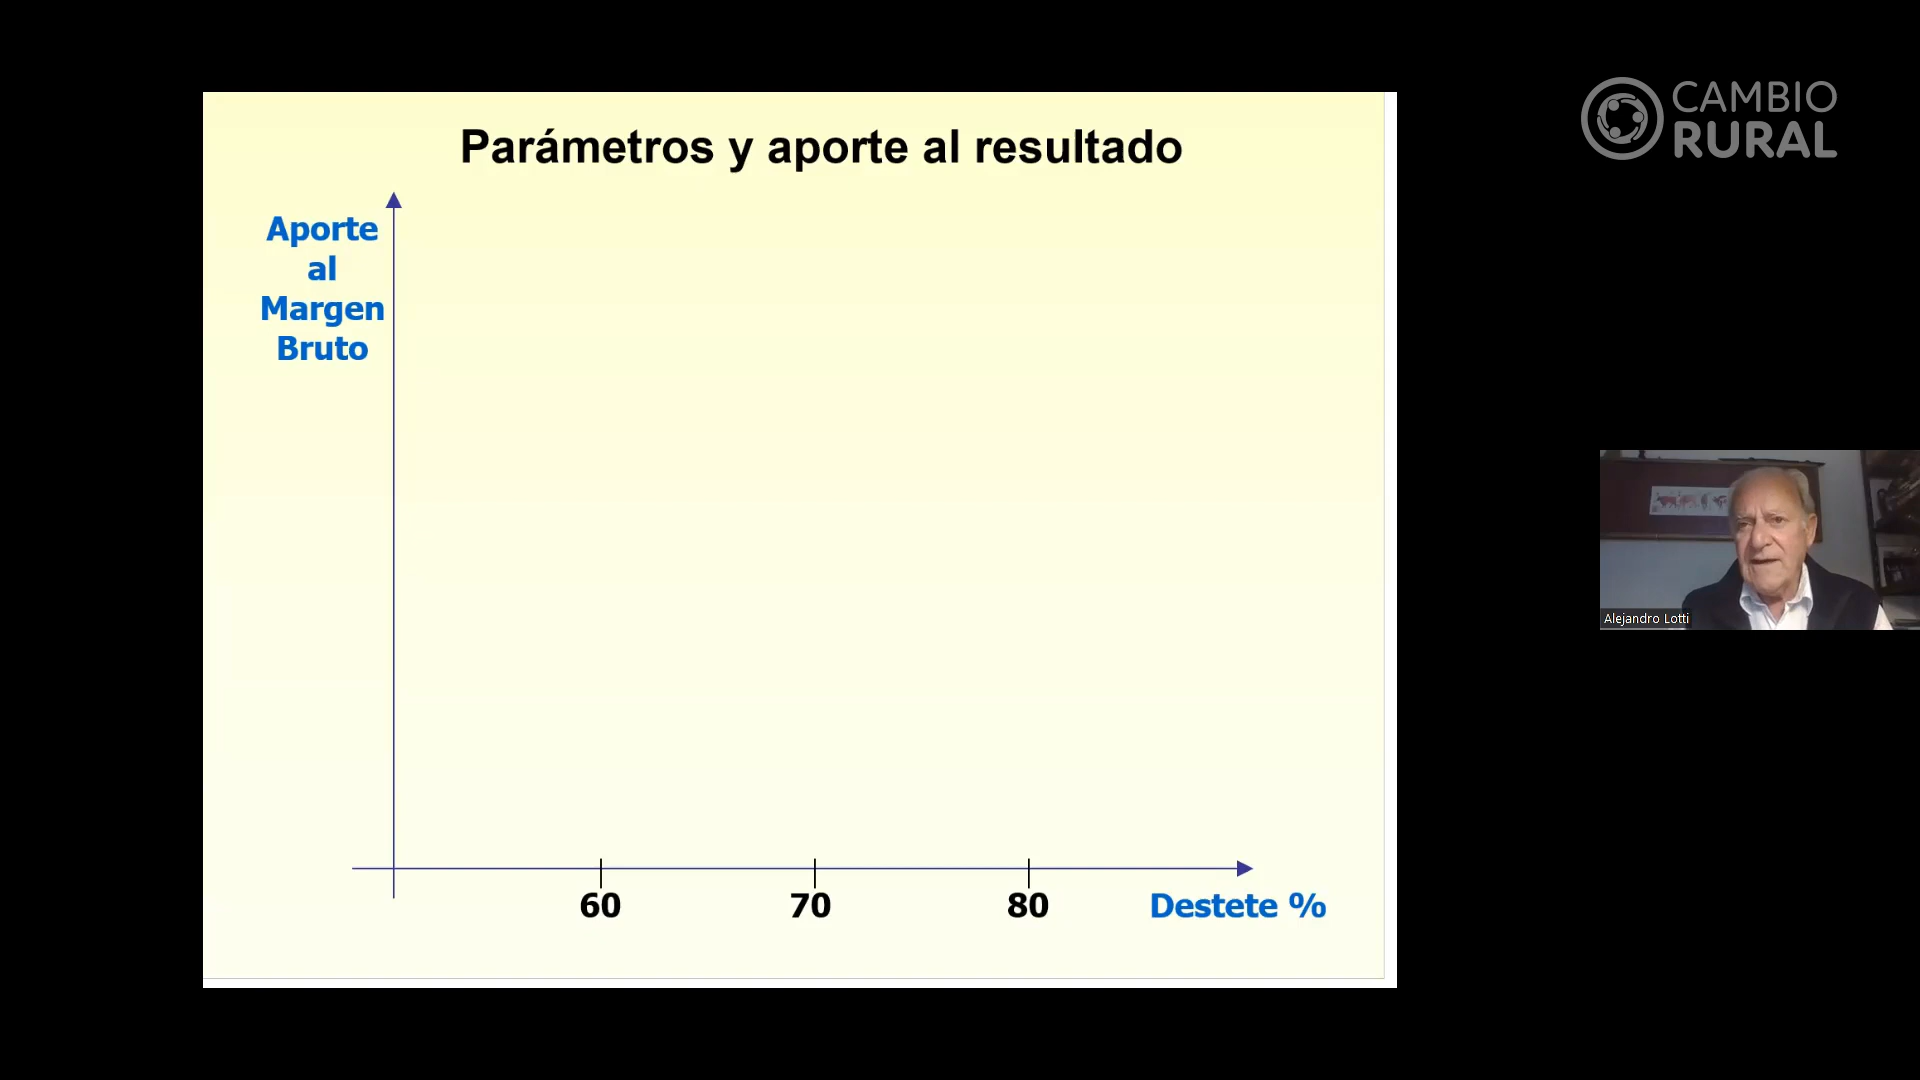 Parámetros y aporte al resultado
CAMBIO
RURAL
Aporte
al
Margen
Bruto
60
70
80
Destete %
Alejandro Lotti